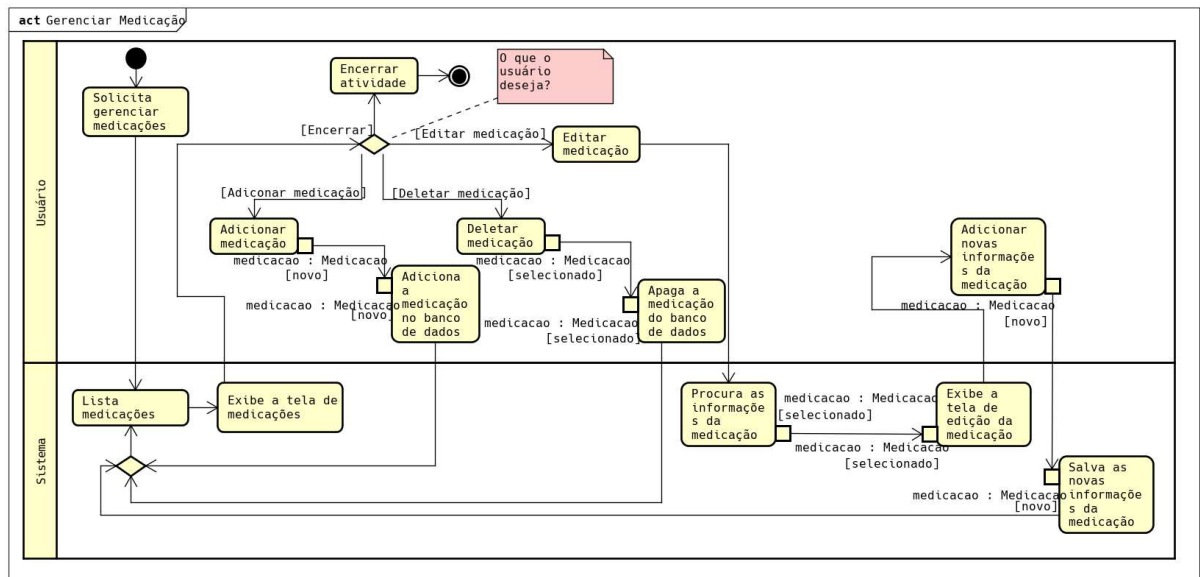 act Gerenciar Medicação
Usuário
Solicita
gerenciar
medicações
Encerrar
atividade
O que o
usuário
deseja?
[Encerrar]
[Editar medicação]
Editar
medicação
[Adiconar medicação]
[Deletar medicação]
Adicionar
medicação
medicacao : Medicacao
[novo]
medicacao : Medicacao
[novo]
Adiciona
a
medicação
no banco
de dados
Deletar
medicação
medicacao : Medicacao
[selecionado]
medicacao : Medicacao
[selecionado]
Apaga a
medicação
do banco
de dados
Adicionar
novas
informaçõe
s da
medicação
medicacao : Medicacao
[novo]
Sistema
Lista
medicações
Exibe a tela de
medicações
Procura as
informaçõe
s da
medicação
medicacao : Medicacao
[selecionado]
medicacao : Medicacao
[selecionado]
Exibe a
tela de
edição da
medicação
medicacao : Medicacao
[novo]
Salva as
novas
informaçõe
s da
medicação